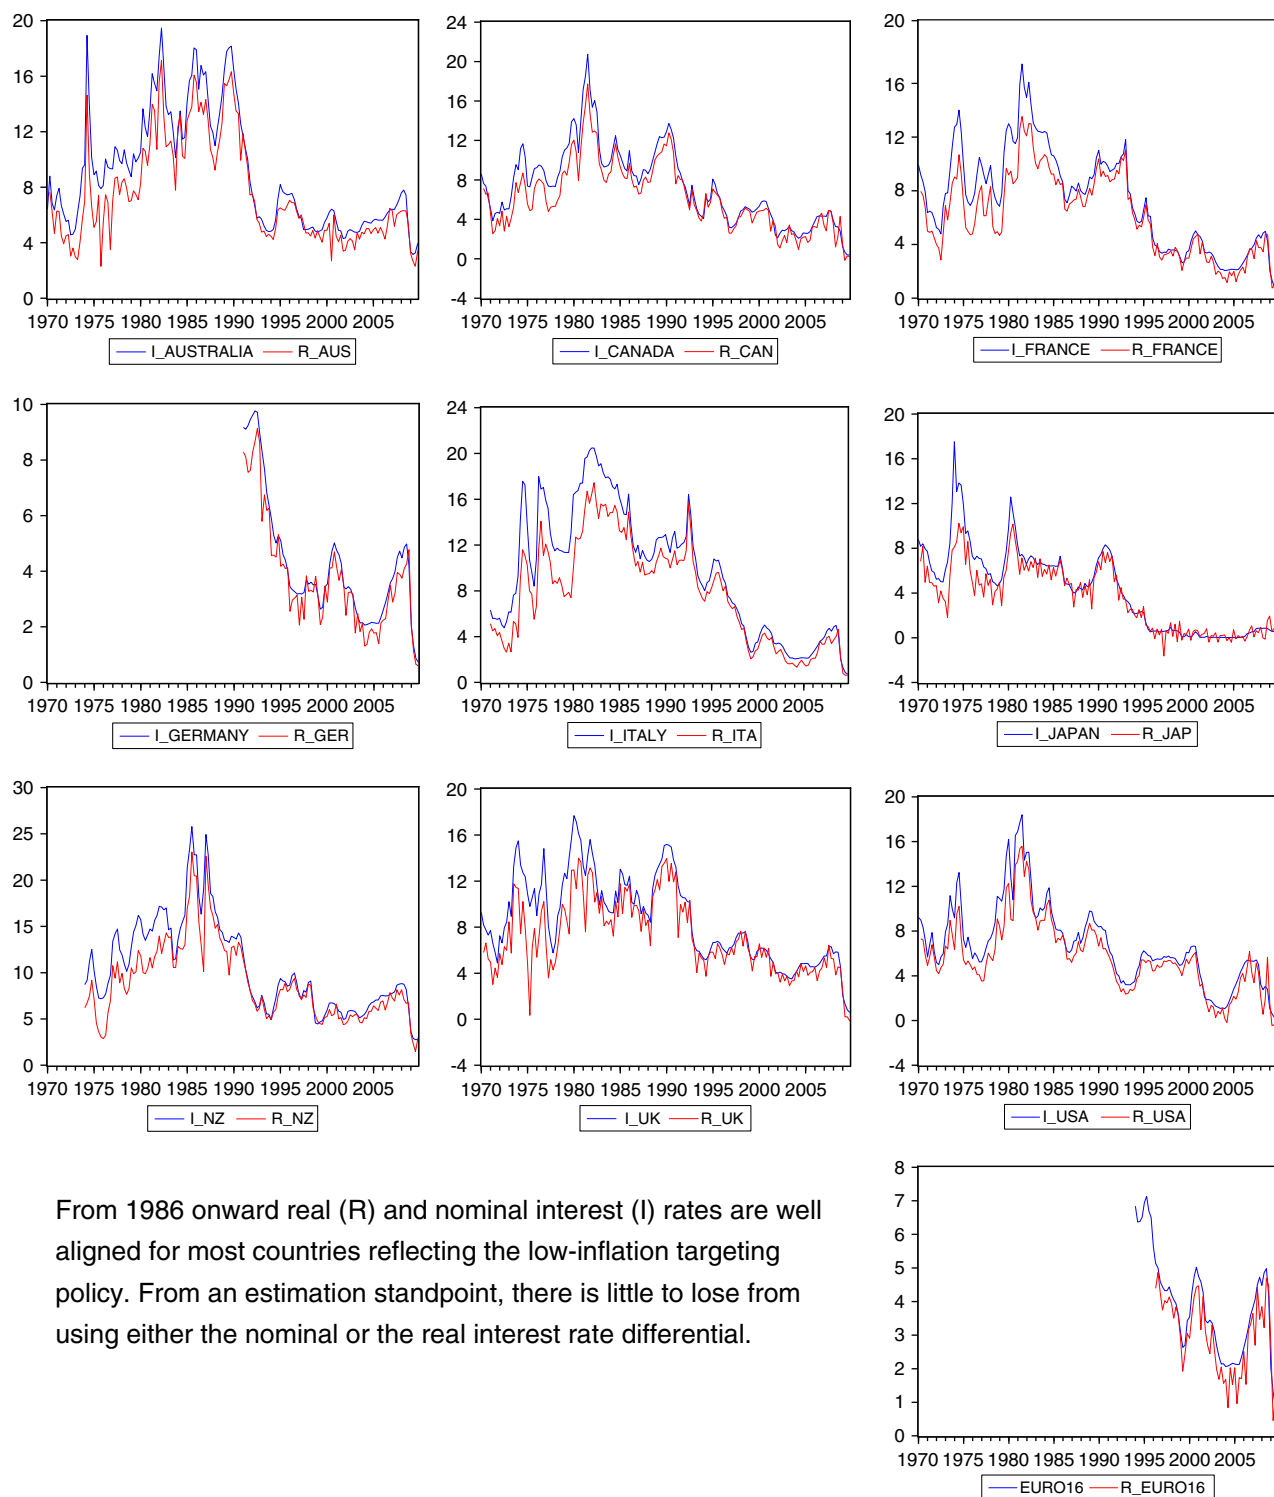 20
16
12
8
4
0
1970 1975 1980 1985 1990 1995 2000 2005
I_AUSTRALIA R_AUS
24
20
16
12
8
4
0
-4
1970 1975 1980 1985 1990 1995 2000 2005
I_CANADA R_CAN
20
16
12
8
4
0
1970 1975 1980 1985 1990 1995 2000 2005
I_FRANCE R_FRANCE
10
8
6
4
2
0
1970 1975 1980 1985 1990 1995 2000 2005
I_GERMANY R_GER
24
20
16
12
8
4
0
1970 1975 1980 1985 1990 1995 2000 2005
I_ITALY R_ITA
20
16
12
8
4
0
-4
1970 1975 1980 1985 1990 1995 2000 2005
I_JAPAN R_JAP
30
25
20
15
10
5
0
1970 1975 1980 1985 1990 1995 2000 2005
I_NZ R_NZ
20
16
12
8
4
0
-4
1970 1975 1980 1985 1990 1995 2000 2005
I_UK R_UK
20
16
12
8
4
0
-4
1970 1975 1980 1985 1990 1995 2000 2005
I_USA R_USA
From 1986 onward real (R) and nominal interest (I) rates are well
aligned for most countries reflecting the low-inflation targeting
policy. From an estimation standpoint, there is little to lose from
using either the nominal or the real interest rate differential.
8
7
6
5
4
3
2
1
0
1970 1975 1980 1985 1990 1995 2000 2005
EURO16 R_EURO16